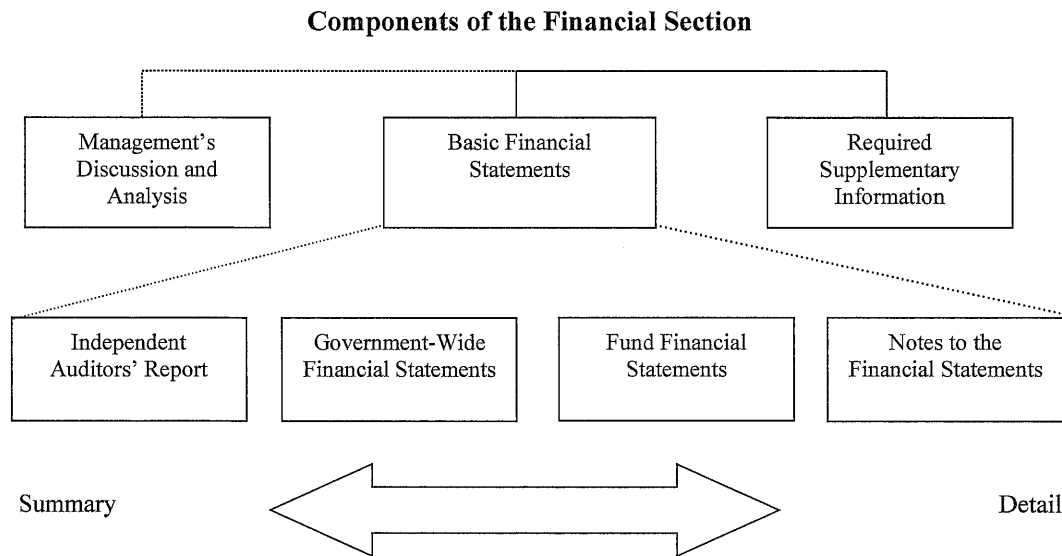 Components of the Financial Section
Management’s
Discussion and
Analysis
Basic Financial
Statements
Required
Supplementary
Information
Independent
Auditors’ Report
Government-Wide
Financial Statements
Fund Financial
Statements
Notes to the
Financial Statements
Summary
Detail